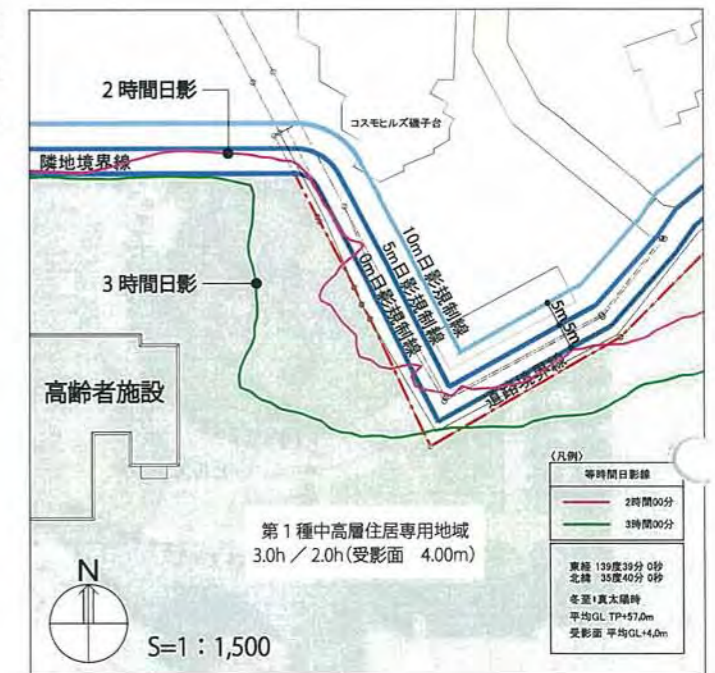 2時間日影
コスモヒルズ磯子台
隣地境界線
10m日影規制線
5m日影規制線
0m日影規制線
3時間日影
5m 5m
道路境界線
高齢者施設
〈凡例〉
等時間日影線
2時間00分
3時間00分
第1種中高層住居専用地域
3.0h / 2.0h(受影面 4.00m)
東経 139度39分 0秒
北緯 35度40分 0秒
冬至・真太陽時
平均GL TP+57.0m
受影面 平均GL+4.0m
N
S=1:1,500